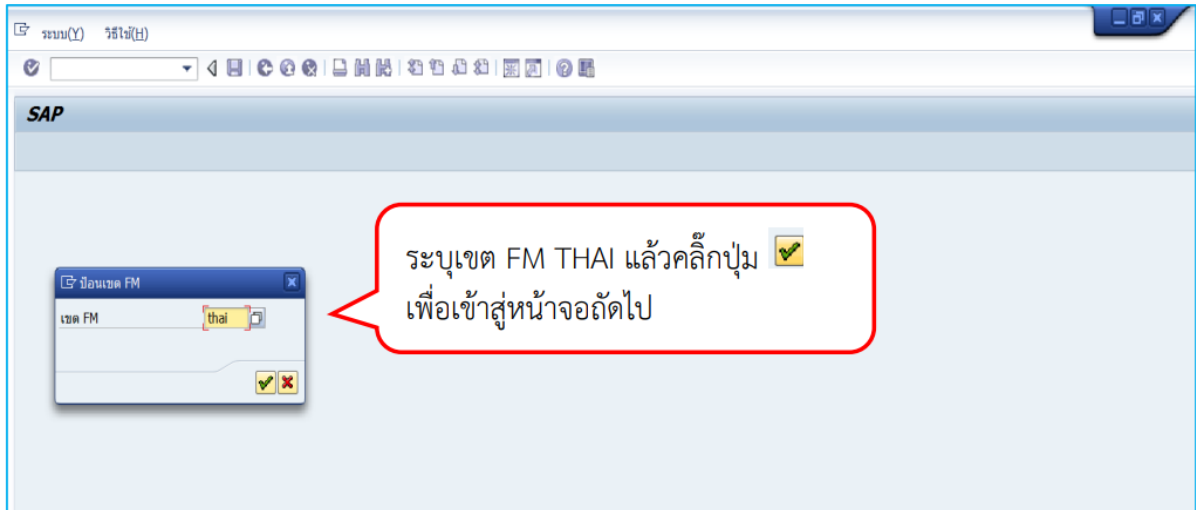 ระบบ(Y) วิธีใช้(H)
SAP
ระบุเขต FM THAI แล้วคลิ๊กปุ่ม
เพื่อเข้าสู่หน้าจอถัดไป
ป้อนเขต FM
เขต FM thai